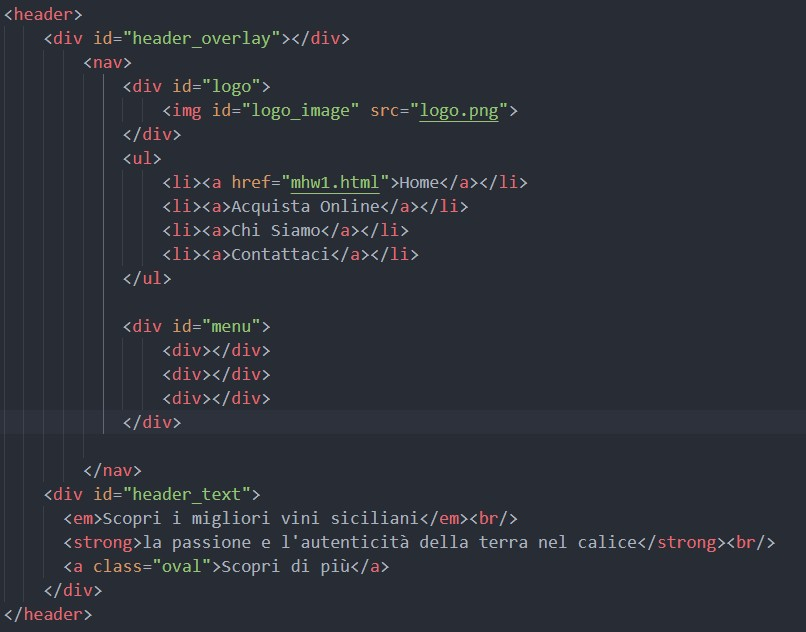 <header>
<div id="header_overlay"></div>
<nav>
<div id="logo">
<img id="logo_image" src="logo.png">
</div>
<ul>
<li><a href="mhw1.html">Home</a></li>
<li><a>Acquista Online</a></li>
<li><a>Chi Siamo</a></li>
<li><a>Contattaci</a></li>
</ul>
<div id="menu">
<div></div>
<div></div>
<div></div>
</div>
</nav>
<div id="header_text">
<em>Scopri i migliori vini siciliani</em><br/>
<strong>la passione e l'autenticità della terra nel calice</strong><br/>
<a class="oval">Scopri di più</a>
</div>
</header>